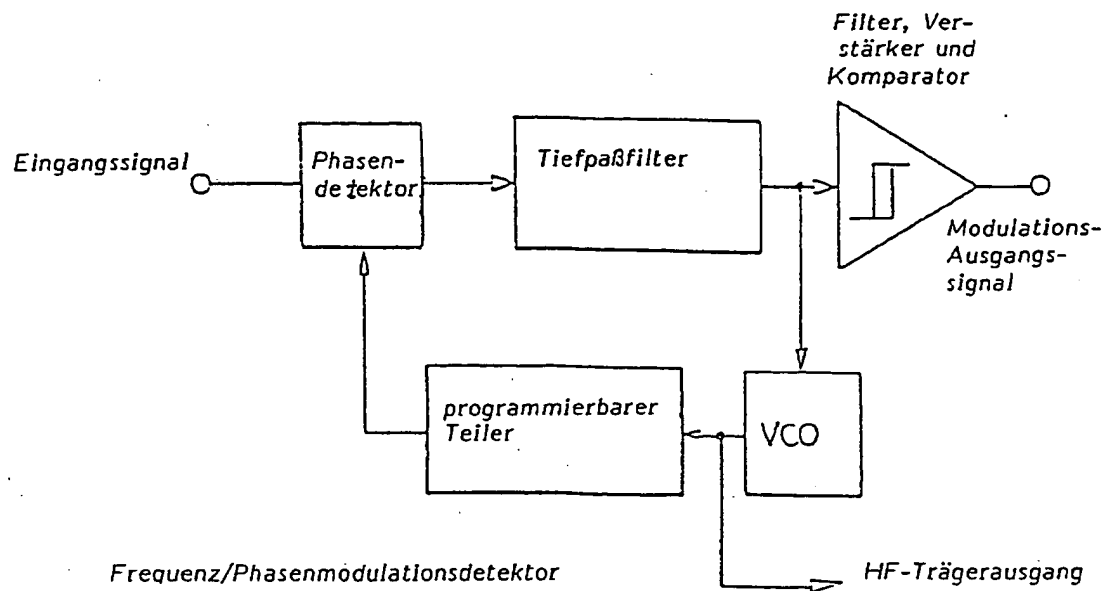 Filter, Ver-
stärker und
Komparator
Eingangssignal
Phasen-
detektor
Tiefpaßfilter
Modulations-
Ausgangs-
signal
programmierbarer
Teiler
VCO
Frequenz/Phasenmodulationsdetektor
HF-Trägerausgang